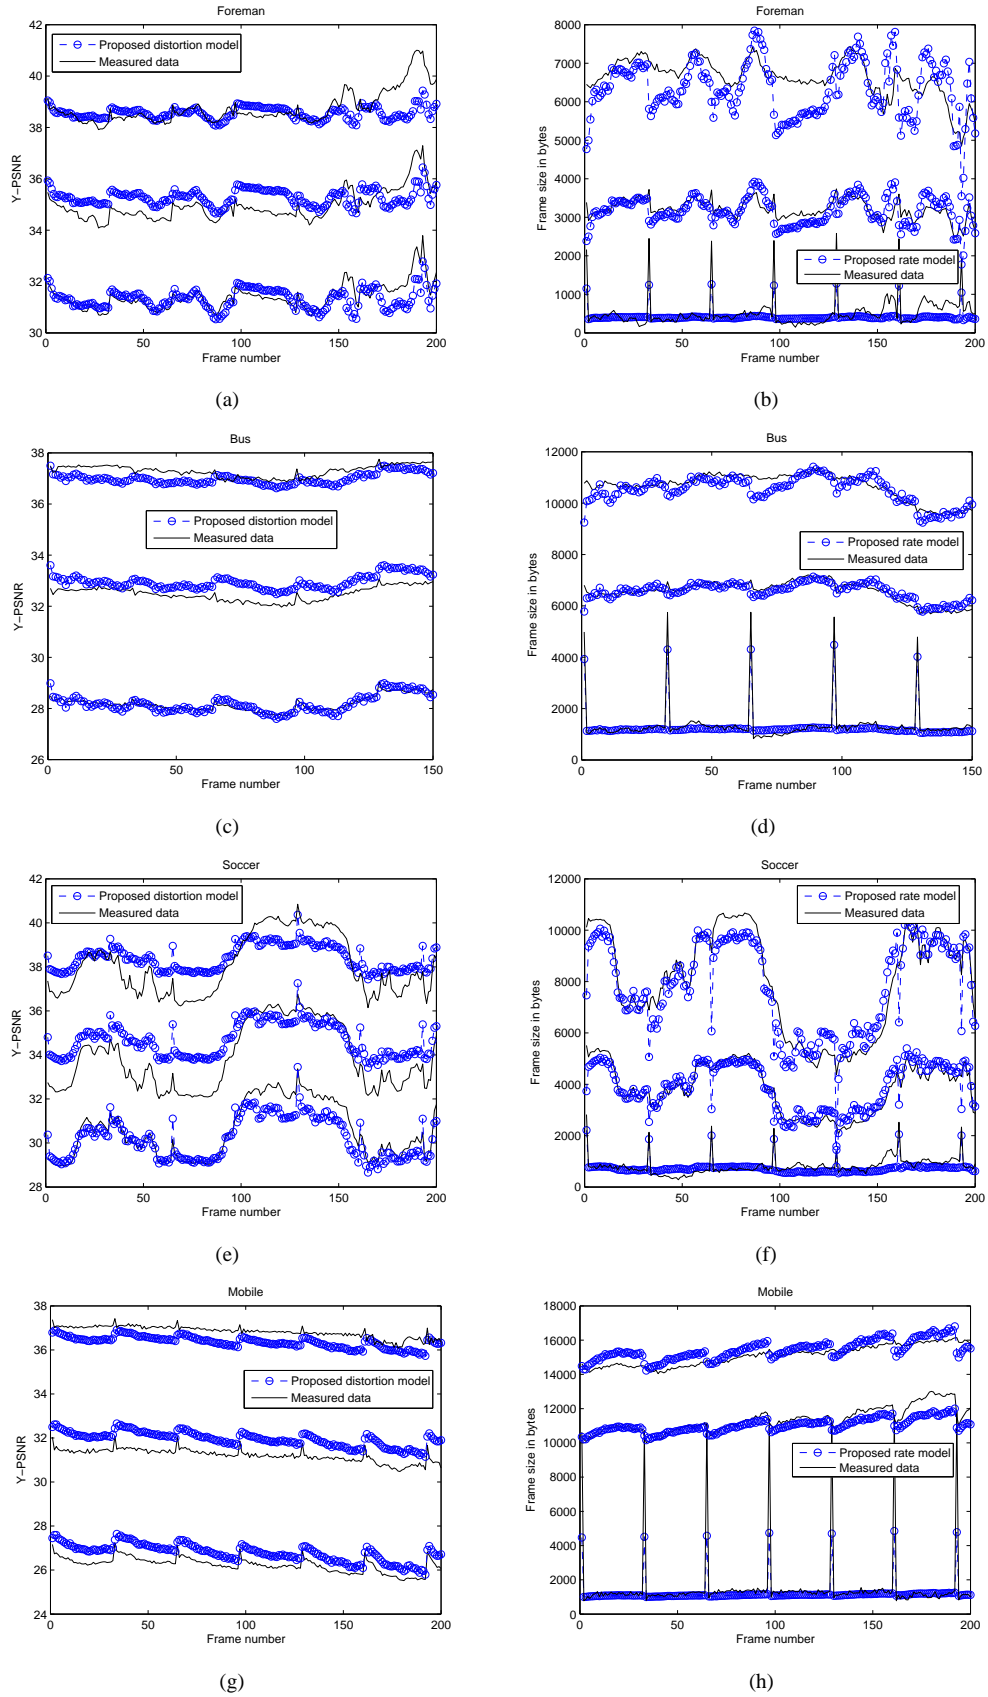 Foreman
42
40
38
36
34
32
30
0
50
100
150
200
Y−PSNR
Frame number
Proposed distortion model
Measured data
(a)
Foreman
8000
7000
6000
5000
4000
3000
2000
1000
0
0
50
100
150
200
Frame size in bytes
Frame number
Proposed rate model
Measured data
(b)
Bus
38
36
34
32
30
28
26
0
50
100
150
Y−PSNR
Frame number
Proposed distortion model
Measured data
(c)
Bus
12000
10000
8000
6000
4000
2000
0
0
50
100
150
Frame size in bytes
Frame number
Proposed rate model
Measured data
(d)
Soccer
42
40
38
36
34
32
30
28
0
50
100
150
200
Y−PSNR
Frame number
Proposed distortion model
Measured data
(e)
Soccer
12000
10000
8000
6000
4000
2000
0
0
50
100
150
200
Frame size in bytes
Frame number
Proposed rate model
Measured data
(f)
Mobile
38
36
34
32
30
28
26
24
0
50
100
150
200
Y−PSNR
Frame number
Proposed distortion model
Measured data
(g)
Mobile
18000
16000
14000
12000
10000
8000
6000
4000
2000
0
0
50
100
150
200
Frame size in bytes
Frame number
Proposed rate model
Measured data
(h)